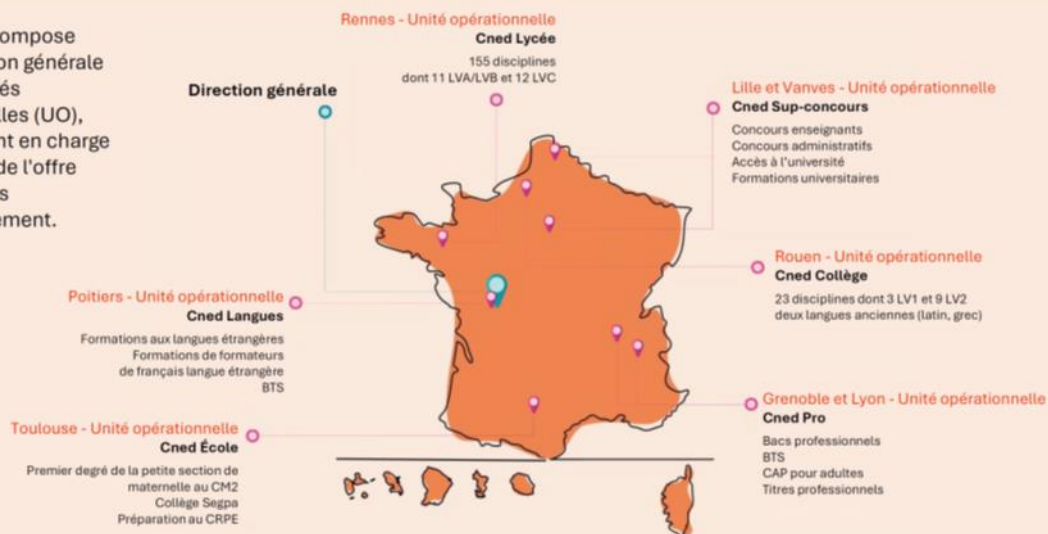 ompose
on générale
és
lles (UO),
nt en charge
de l'offre
s
ement.
Direction générale
Rennes - Unité opérationnelle
Cned Lycée
155 disciplines
dont 11 LVA/LVB et 12 LVC
Lille et Vanves - Unité opérationnelle
Cned Sup-concours
Concours enseignants
Concours administratifs
Accès à l'université
Formations universitaires
Rouen - Unité opérationnelle
Cned Collège
23 disciplines dont 3 LV1 et 9 LV2
deux langues anciennes (latin, grec)
Poitiers - Unité opérationnelle
Cned Langues
Formations aux langues étrangères
Formations de formateurs
de français langue étrangère
BTS
Grenoble et Lyon - Unité opérationnelle
Cned Pro
Bacs professionnels
BTS
CAP pour adultes
Titres professionnels
Toulouse - Unité opérationnelle
Cned École
Premier degré de la petite section de
maternelle au CM2
Collège Segpa
Préparation au CRPE